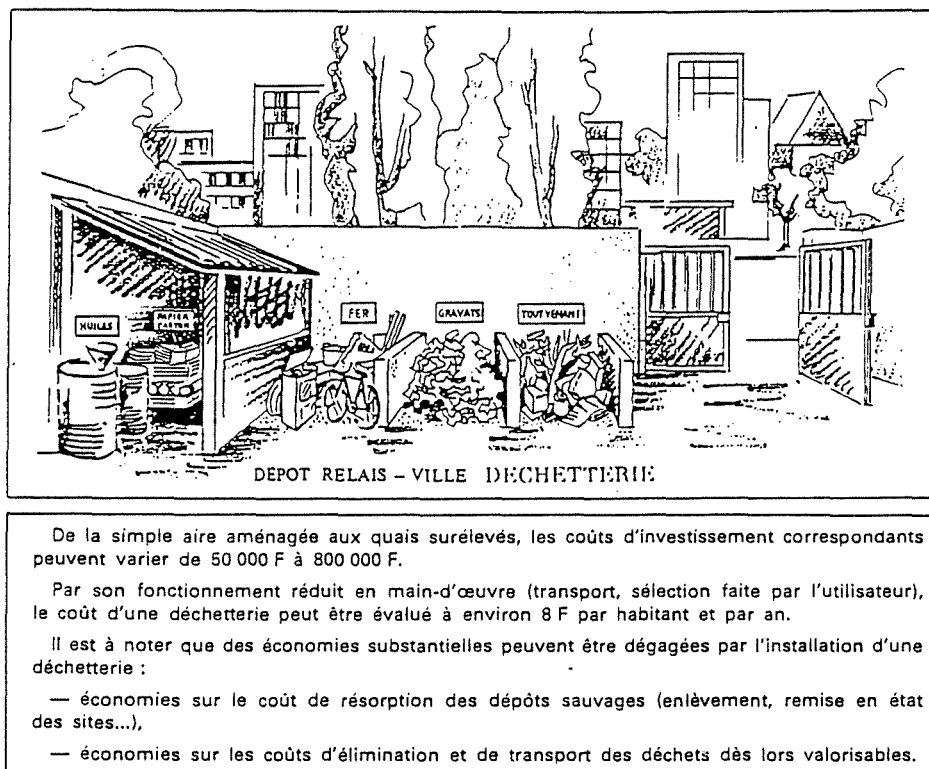 HUILES
PAPIER
CARTON
FER
GRAVATS
TOUT VENANT
DEPOT RELAIS – VILLE DECHETTERIE
De la simple aire aménagée aux quais surélevés, les coûts d'investissement correspondants
peuvent varier de 50 000 F à 800 000 F.
Par son fonctionnement réduit en main-d'œuvre (transport, sélection faite par l'utilisateur),
le coût d'une déchetterie peut être évalué à environ 8 F par habitant et par an.
Il est à noter que des économies substantielles peuvent être dégagées par l'installation d'une
déchetterie :
— économies sur le coût de résorption des dépôts sauvages (enlèvement, remise en état
des sites...),
— économies sur les coûts d'élimination et de transport des déchets dès lors valorisables.